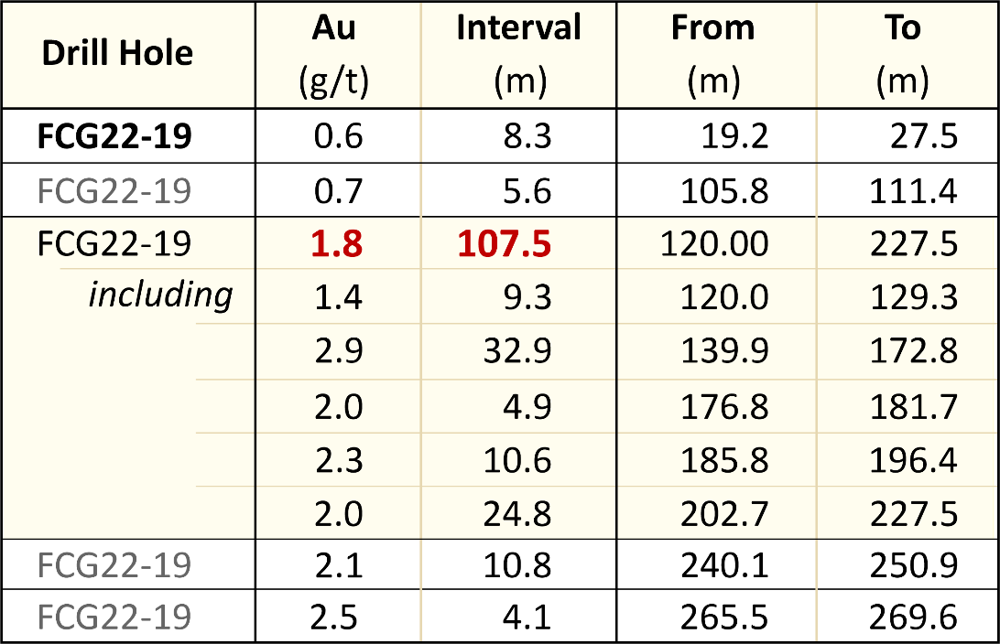 Drill Hole Au (g/t) Interval (m) From (m) To (m)
FCG22-19 0.6 8.3 19.2 27.5
FCG22-19 0.7 5.6 105.8 111.4
FCG22-19 1.8 107.5 120.00 227.5
including 1.4 9.3 120.0 129.3
2.9 32.9 139.9 172.8
2.0 4.9 176.8 181.7
2.3 10.6 185.8 196.4
2.0 24.8 202.7 227.5
FCG22-19 2.1 10.8 240.1 250.9
FCG22-19 2.5 4.1 265.5 269.6